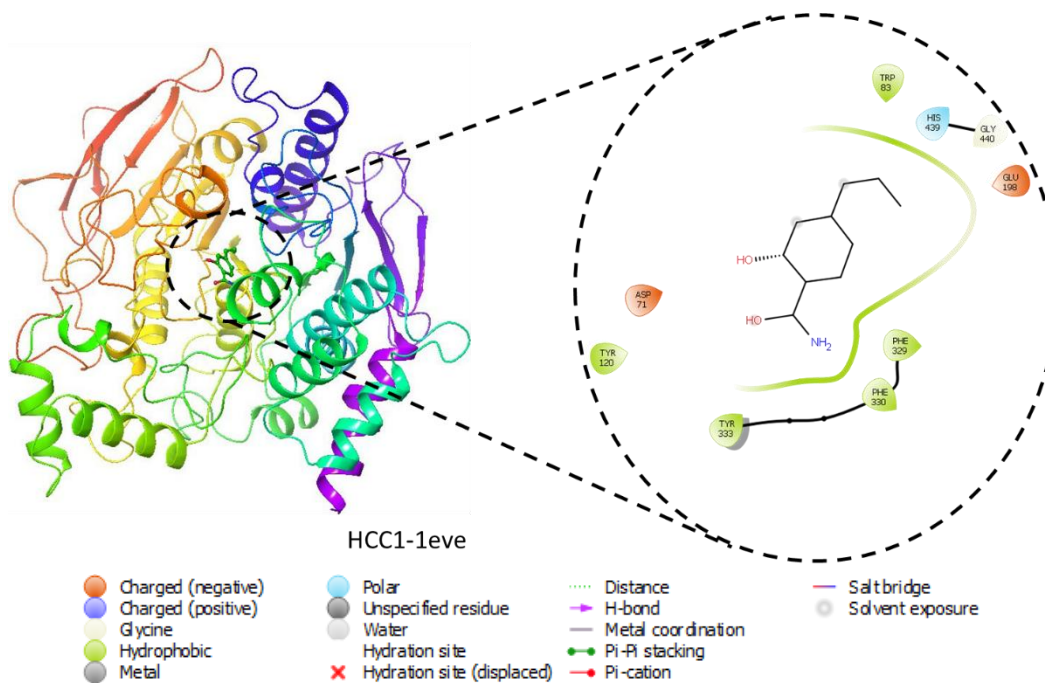 TRP
83
HIS
439
GLY
440
GLU
198
HO
HO
NH2
ASP
71
TYR
120
PHE
329
PHE
330
TYR
333
HCC1-1eve
Charged (negative)
Charged (positive)
Glycine
Hydrophobic
Metal
Polar
Unspecified residue
Water
Hydration site
Hydration site (displaced)
Distance
H-bond
Metal coordination
Pi-Pi stacking
Pi-cation
Salt bridge
Solvent exposure